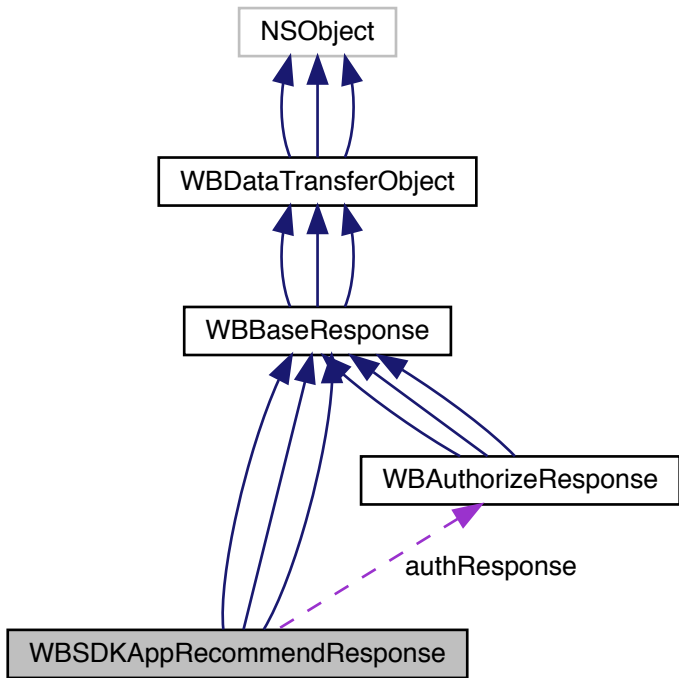 NSObject
WBDataTransferObject
WBBaseResponse
WBAuthorizeResponse
authResponse
WBSDKAppRecommendResponse